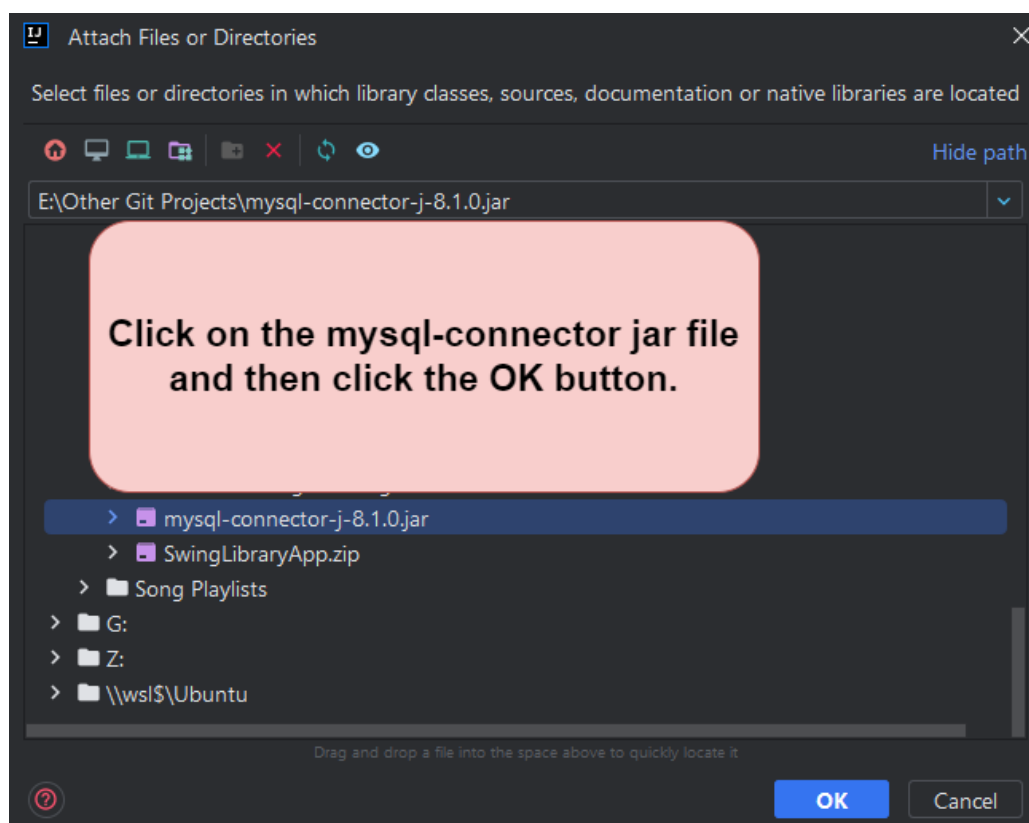 Attach Files or Directories
Select files or directories in which library classes, sources, documentation or native libraries are located
Hide path
E:\Other Git Projects\mysql-connector-j-8.1.0.jar
Click on the mysql-connector jar file
and then click the OK button.
mysql-connector-j-8.1.0.jar
SwingLibraryApp.zip
Song Playlists
G:
Z:
\\wsl$\Ubuntu
Drag and drop a file into the space above to quickly locate it
OK
Cancel